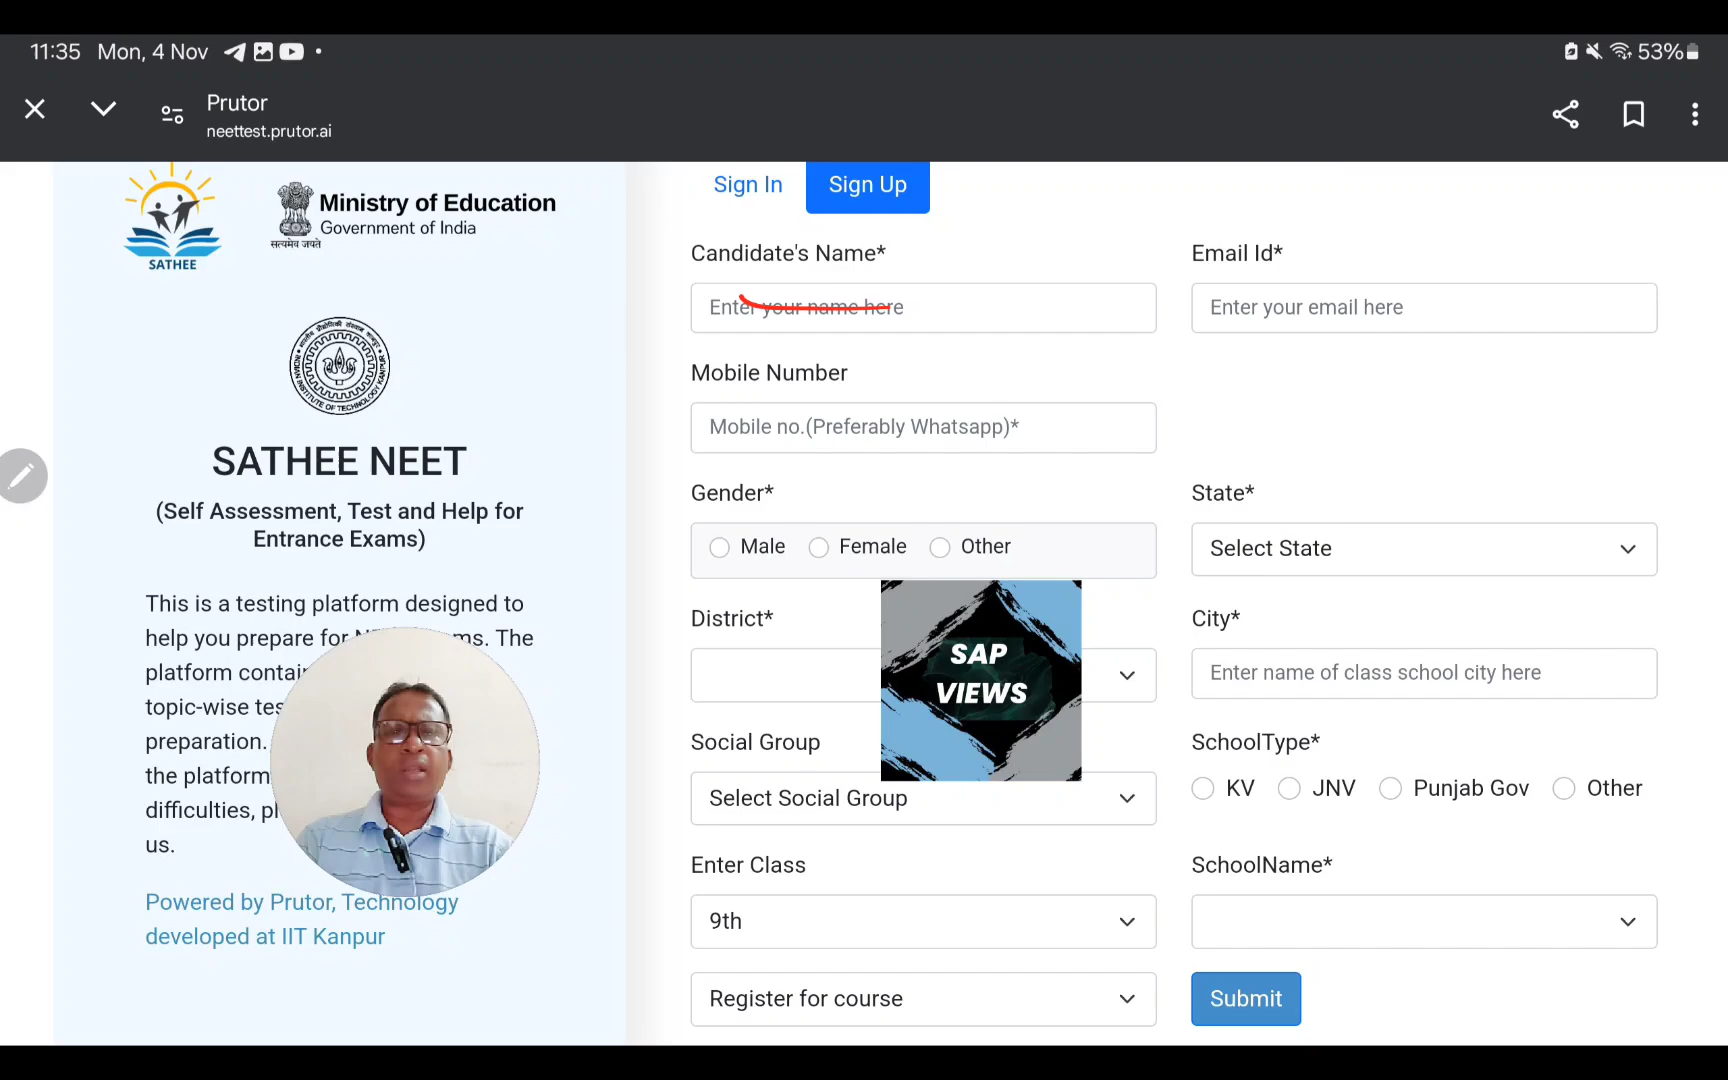 11:35 Mon, 4 Nov
53%
Prutor
neettest.prutor.ai
SATHEE
Ministry of Education
Government of India
सत्यमेव जयते
INDIAN INSTITUTE OF TECHNOLOGY KANPUR
SATHEE NEET
(Self Assessment, Test and Help for
Entrance Exams)
This is a testing platform designed to
help you prepare for
The
platform
topic-wise
preparation.
the platform
difficulties,
us.
Powered by Prutor, Technology
developed at IIT Kanpur
Sign In Sign Up
Candidate's Name* Email Id*
Enter your name here Enter your email here
Mobile Number
Mobile no.(Preferably Whatsapp)*
Gender* State*
Male Female Other Select State
District* City*
Enter name of class school city here
SAP
VIEWS
Social Group SchoolType*
Select Social Group KV JNV Punjab Gov Other
Enter Class SchoolName*
9th
Register for course Submit